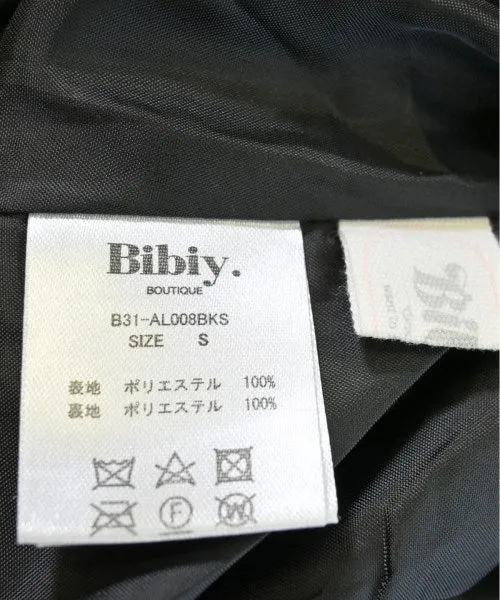 Bibiy.
BOUTIQUE
B31-AL008BKS
SIZE S
表地 ポリエステル 100%
裏地 ポリエステル 100%
F
W